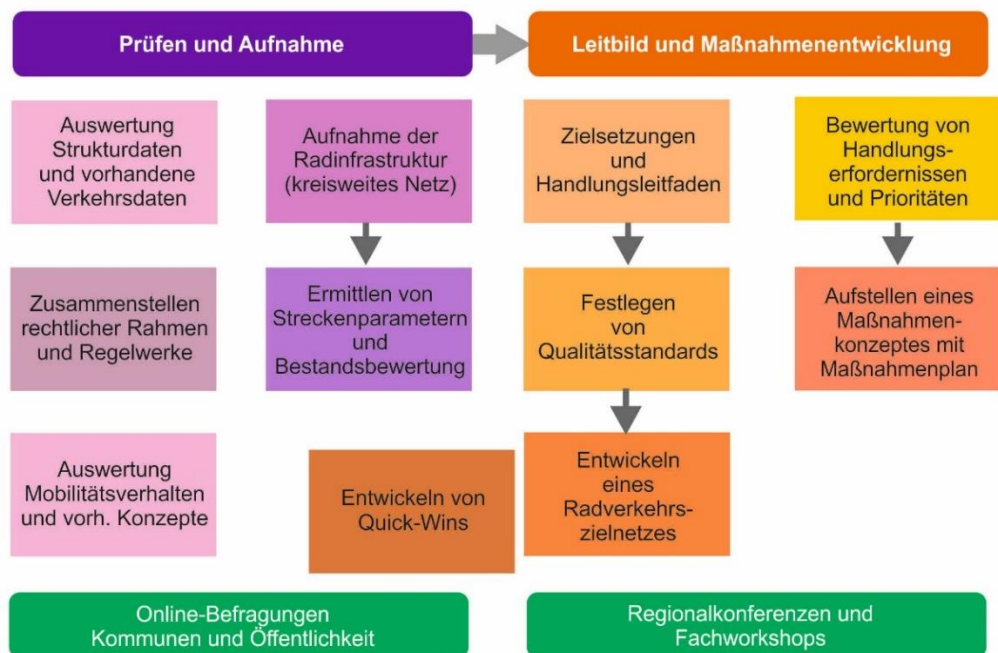 Prüfen und Aufnahme
Leitbild und Maßnahmenentwicklung
Auswertung
Strukturdaten
und vorhandene
Verkehrsdaten
Aufnahme der
Radinfrastruktur
(kreisweites Netz)
Zielsetzungen
und
Handlungsleitfaden
Bewertung von
Handlungs-
erfordernissen
und Prioritäten
Zusammenstellen
rechtlicher Rahmen
und Regelwerke
Ermittlen von
Streckenparametern
und
Bestandsbewertung
Festlegen
von
Qualitätsstandards
Aufstellen eines
Maßnahmen-
konzeptes mit
Maßnahmenplan
Auswertung
Mobilitätsverhalten
und vorh. Konzepte
Entwickeln von
Quick-Wins
Entwickeln
eines
Radverkehrs-
zielnetzes
Online-Befragungen
Kommunen und Öffentlichkeit
Regionalkonferenzen und
Fachworkshops